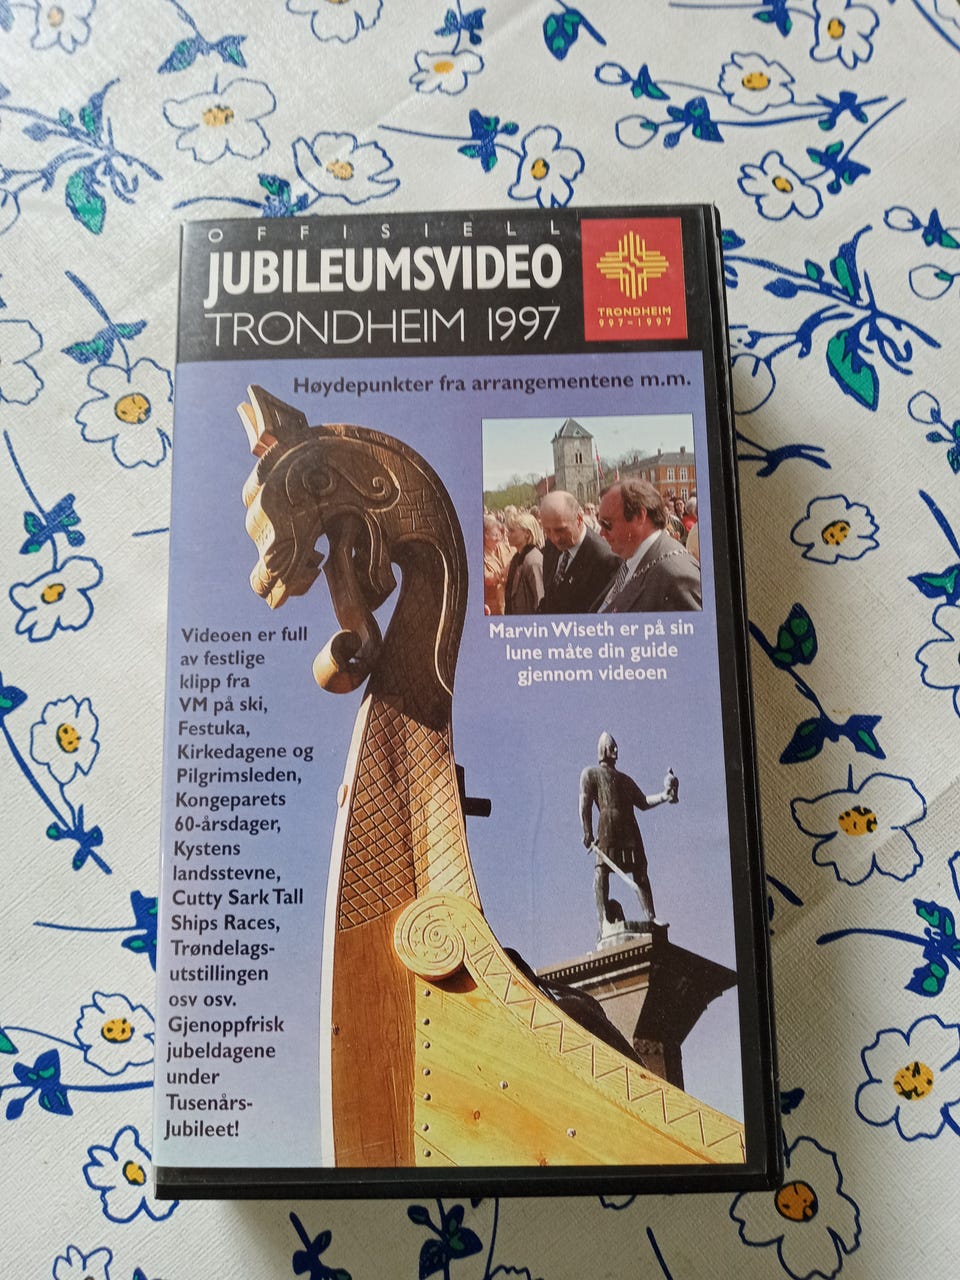 OFFISIELL
JUBILEUMSVIDEO
TRONDHEIM 1997
TRONDHEIM
997-1997
Høydepunkter fra arrangementene m.m.
Marvin Wiseth er på sin
lune måte din guide
gjennom videoen
Videoen er full
av festlige
klipp fra
VM på ski,
Festuka,
Kirkedagene og
Pilgrimsleden,
Kongeparets
60-årsdager,
Kystens
landsstevne,
Cutty Sark Tall
Ships Races,
Trøndelags-
utstillingen
osv osv.
Gjenoppfrisk
jubeldagene
under
Tusenårs-
Jubileet!